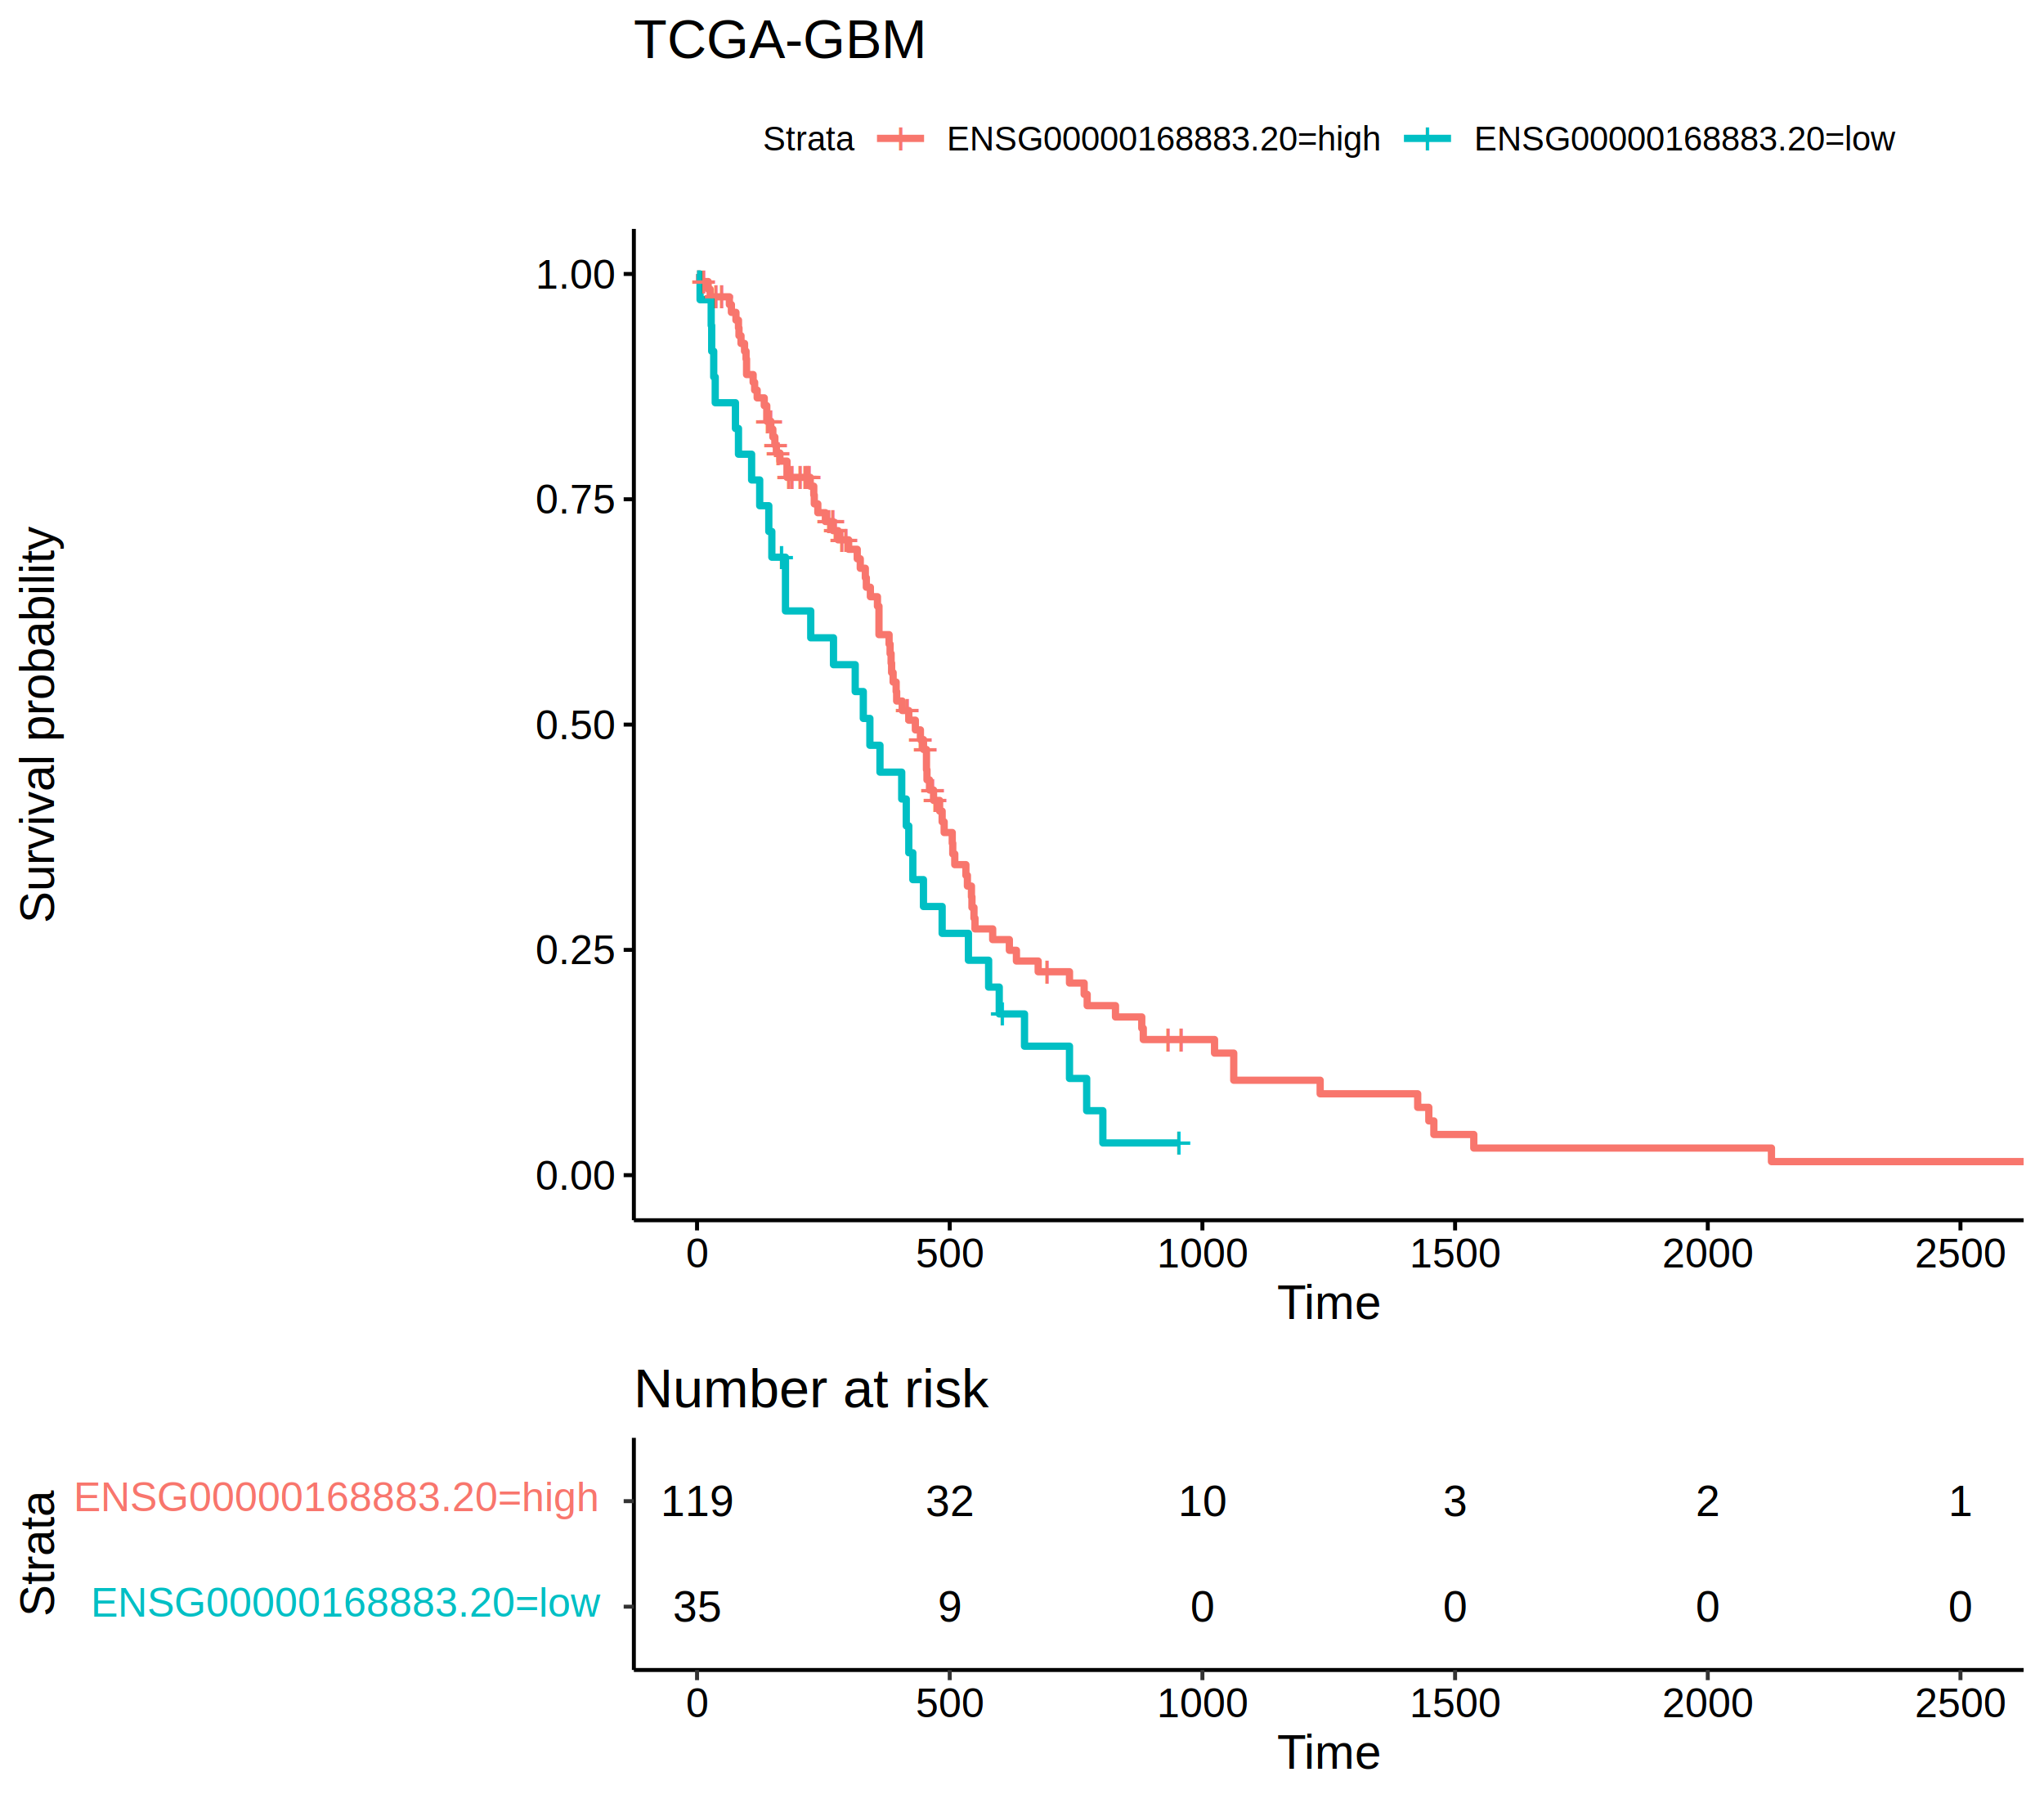 TCGA-GBM
Strata ENSG00000168883.20=high ENSG00000168883.20=low
Survival probability
1.00
0.75
0.50
0.25
0.00
0 500 1000 1500 2000 2500
Time
Number at risk
Strata
ENSG00000168883.20=high 119 32 10 3 2 1
ENSG00000168883.20=low 35 9 0 0 0 0
0 500 1000 1500 2000 2500
Time